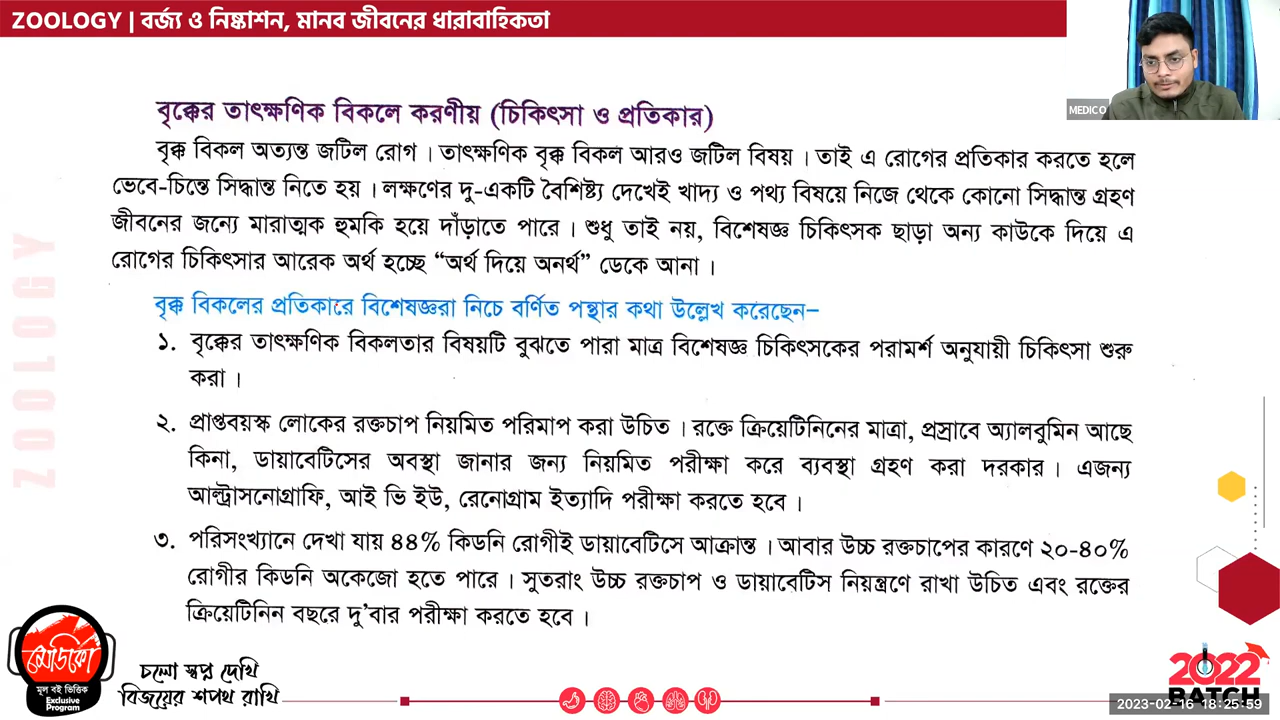 ZOOLOGY | বর্জ্য ও নিষ্কাশন, মানব জীবনের ধারাবাহিকতা
MEDICO
বৃক্কের তাৎক্ষণিক বিকলে করণীয় (চিকিৎসা ও প্রতিকার)
বৃক্ক বিকল অত্যন্ত জটিল রোগ। তাৎক্ষণিক বৃক্ক বিকল আরও জটিল বিষয়। তাই এ রোগের প্রতিকার করতে হলে
ভেবে-চিন্তে সিদ্ধান্ত নিতে হয়। লক্ষণের দু-একটি বৈশিষ্ট্য দেখেই খাদ্য ও পথ্য বিষয়ে নিজে থেকে কোনো সিদ্ধান্ত গ্রহণ
জীবনের জন্যে মারাত্মক হুমকি হয়ে দাঁড়াতে পারে। শুধু তাই নয়, বিশেষজ্ঞ চিকিৎসক ছাড়া অন্য কাউকে দিয়ে এ
রোগের চিকিৎসার আরেক অর্থ হচ্ছে “অর্থ দিয়ে অনর্থ” ডেকে আনা।
বৃক্ক বিকলের প্রতিকারে বিশেষজ্ঞরা নিচে বর্ণিত পন্থার কথা উল্লেখ করেছেন–
১. বৃক্কের তাৎক্ষণিক বিকলতার বিষয়টি বুঝতে পারা মাত্র বিশেষজ্ঞ চিকিৎসকের পরামর্শ অনুযায়ী চিকিৎসা শুরু
করা।
২. প্রাপ্তবয়স্ক লোকের রক্তচাপ নিয়মিত পরিমাপ করা উচিত। রক্তে ক্রিয়েটিনিনের মাত্রা, প্রস্রাবে অ্যালবুমিন আছে
কিনা, ডায়াবেটিসের অবস্থা জানার জন্য নিয়মিত পরীক্ষা করে ব্যবস্থা গ্রহণ করা দরকার। এজন্য
আল্ট্রাসনোগ্রাফি, আই ভি ইউ, রেনোগ্রাম ইত্যাদি পরীক্ষা করতে হবে।
৩. পরিসংখ্যানে দেখা যায় ৪৪% কিডনি রোগীই ডায়াবেটিসে আক্রান্ত। আবার উচ্চ রক্তচাপের কারণে ২০-৪০%
রোগীর কিডনি অকেজো হতে পারে। সুতরাং উচ্চ রক্তচাপ ও ডায়াবেটিস নিয়ন্ত্রণে রাখা উচিত এবং রক্তের
ক্রিয়েটিনিন বছরে দু’বার পরীক্ষা করতে হবে।
ZOOLOGY
মেডিকো
মূল বই ভিত্তিক
Exclusive
Program
চলো স্বপ্ন দেখি
বিজয়ের শপথ রাখি
2022
BATCH
2023-02-16 18:25:59